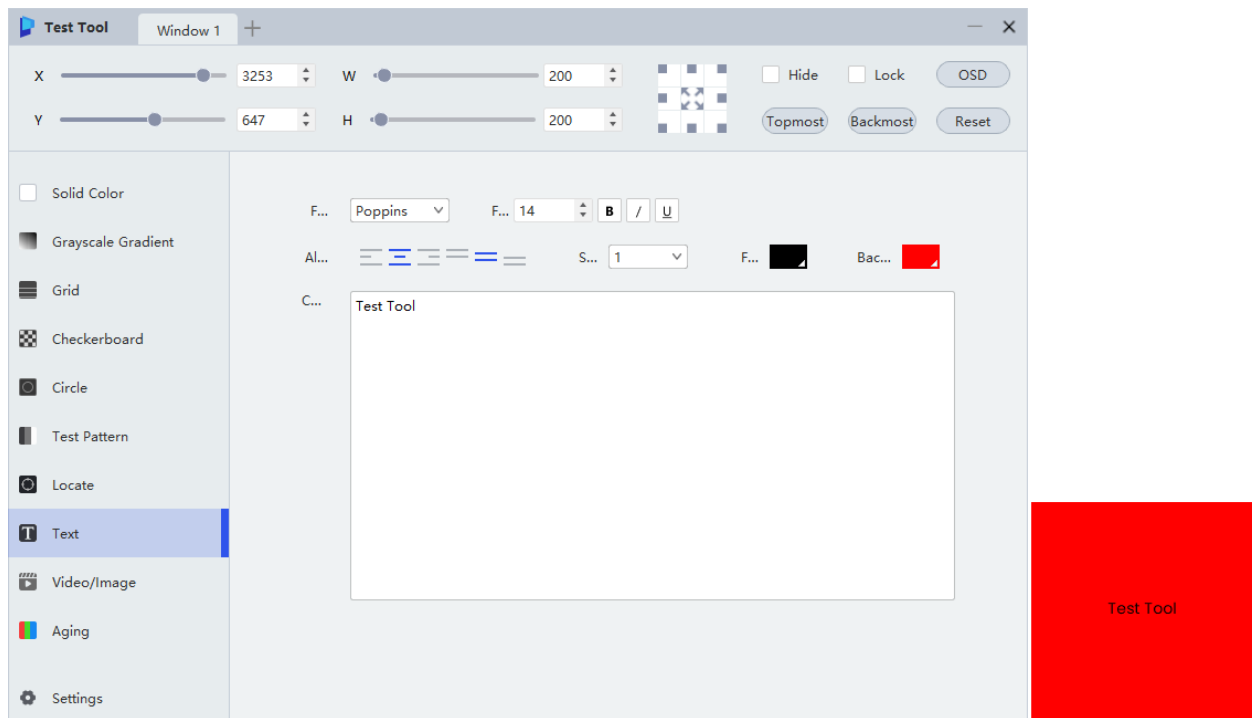 Test Tool
Window 1
X
3253
W
200
Hide
Lock
OSD
Y
647
H
200
Topmost
Backmost
Reset
Solid Color
Grayscale Gradient
Grid
Checkerboard
Circle
Test Pattern
Locate
Text
Video/Image
Aging
Settings
F...
Poppins
F...
14
B
I
U
Al...
S...
1
F...
Bac...
C...
Test Tool
Test Tool